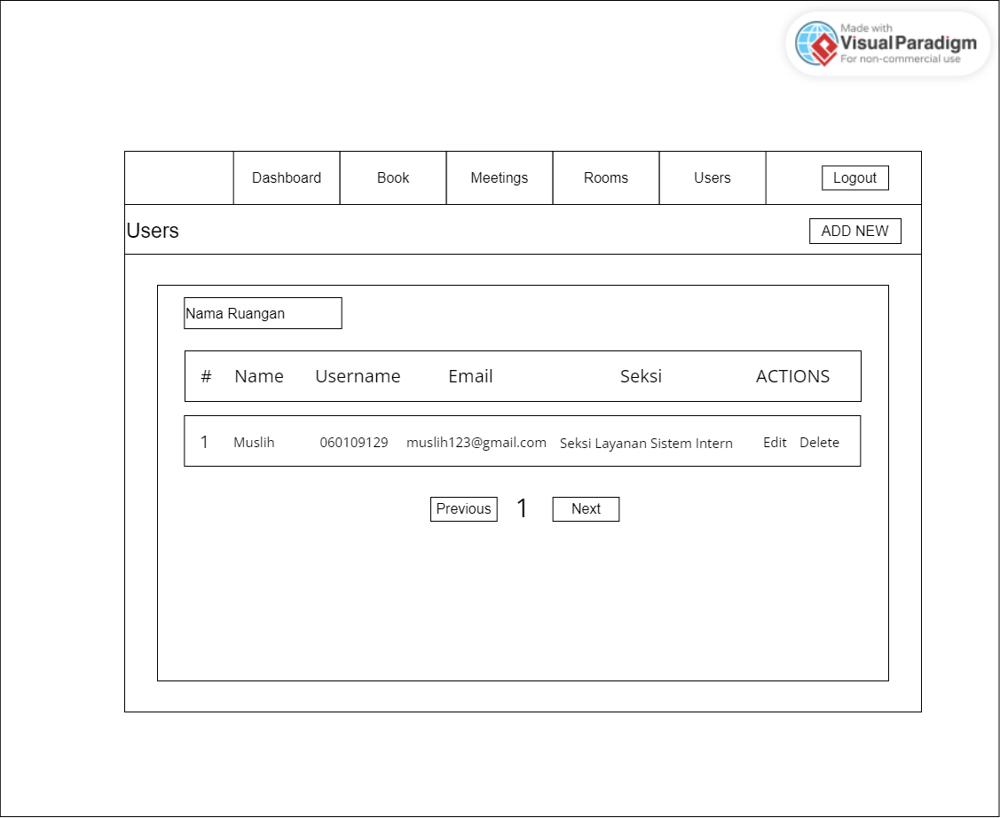 Made with
Visual Paradigm
For non-commercial use
Dashboard Book Meetings Rooms Users Logout
Users ADD NEW
Nama Ruangan
# Name Username Email Seksi ACTIONS
1 Muslih 060109129 muslih123@gmail.com Seksi Layanan Sistem Intern Edit Delete
Previous 1 Next